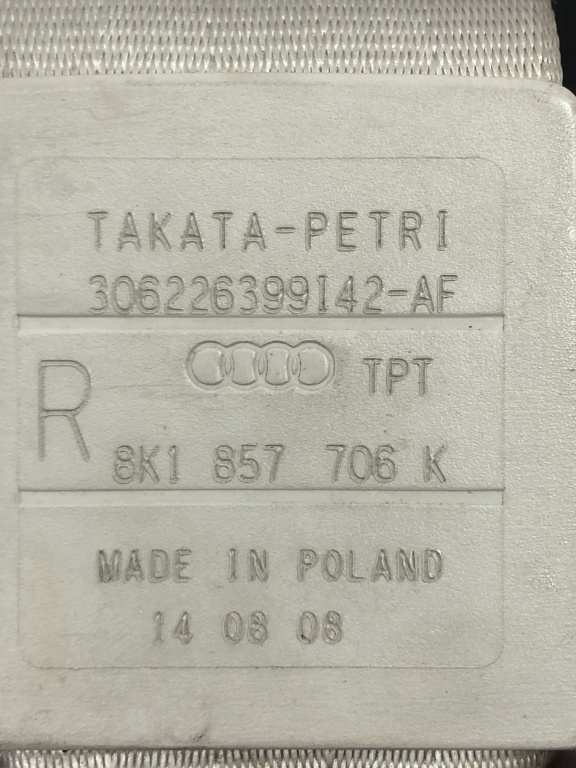 TAKATA-PETRI
306226399142-AF
TPT
R
8K1 857 706 K
MADE IN POLAND
14 08 08